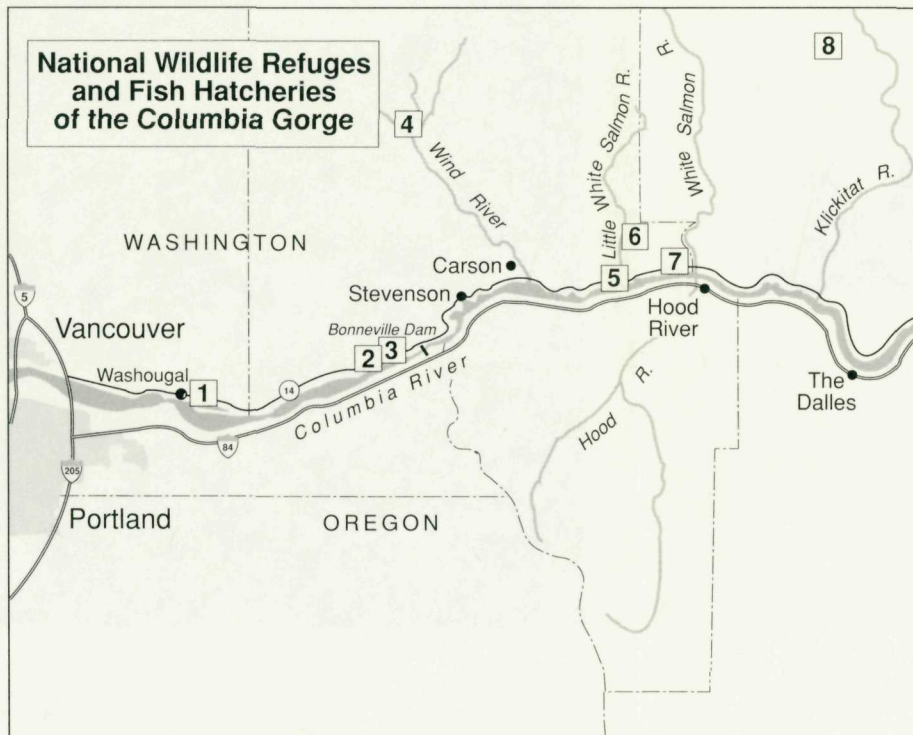 National Wildlife Refuges
and Fish Hatcheries
of the Columbia Gorge
8
4
Wind River
Little White Salmon R.
White Salmon R.
Klickitat R.
WASHINGTON
6
Carson
7
5
5
Stevenson
Hood
River
Vancouver
Bonneville Dam
3
2
Washougal
1
14
Columbia River
The
Dalles
Hood R.
84
205
Portland
OREGON